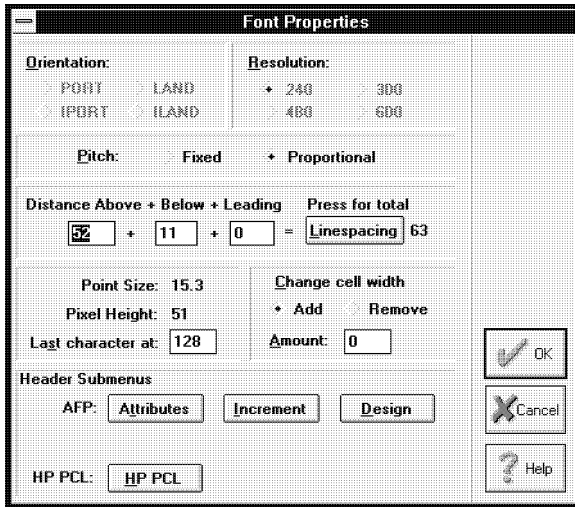 Font Properties
Orientation:
PORT LAND
IPORT ILAND
Resolution:
240 300
480 600
Pitch: Fixed Proportional
Distance Above + Below + Leading Press for total
52 + 11 + 0 = Linespacing 63
Point Size: 15.3
Pixel Height: 51
Last character at: 128
Change cell width
Add Remove
Amount: 0
Header Submenus
AFP: Attributes Increment Design
HP PCL: HP PCL
OK
Cancel
Help